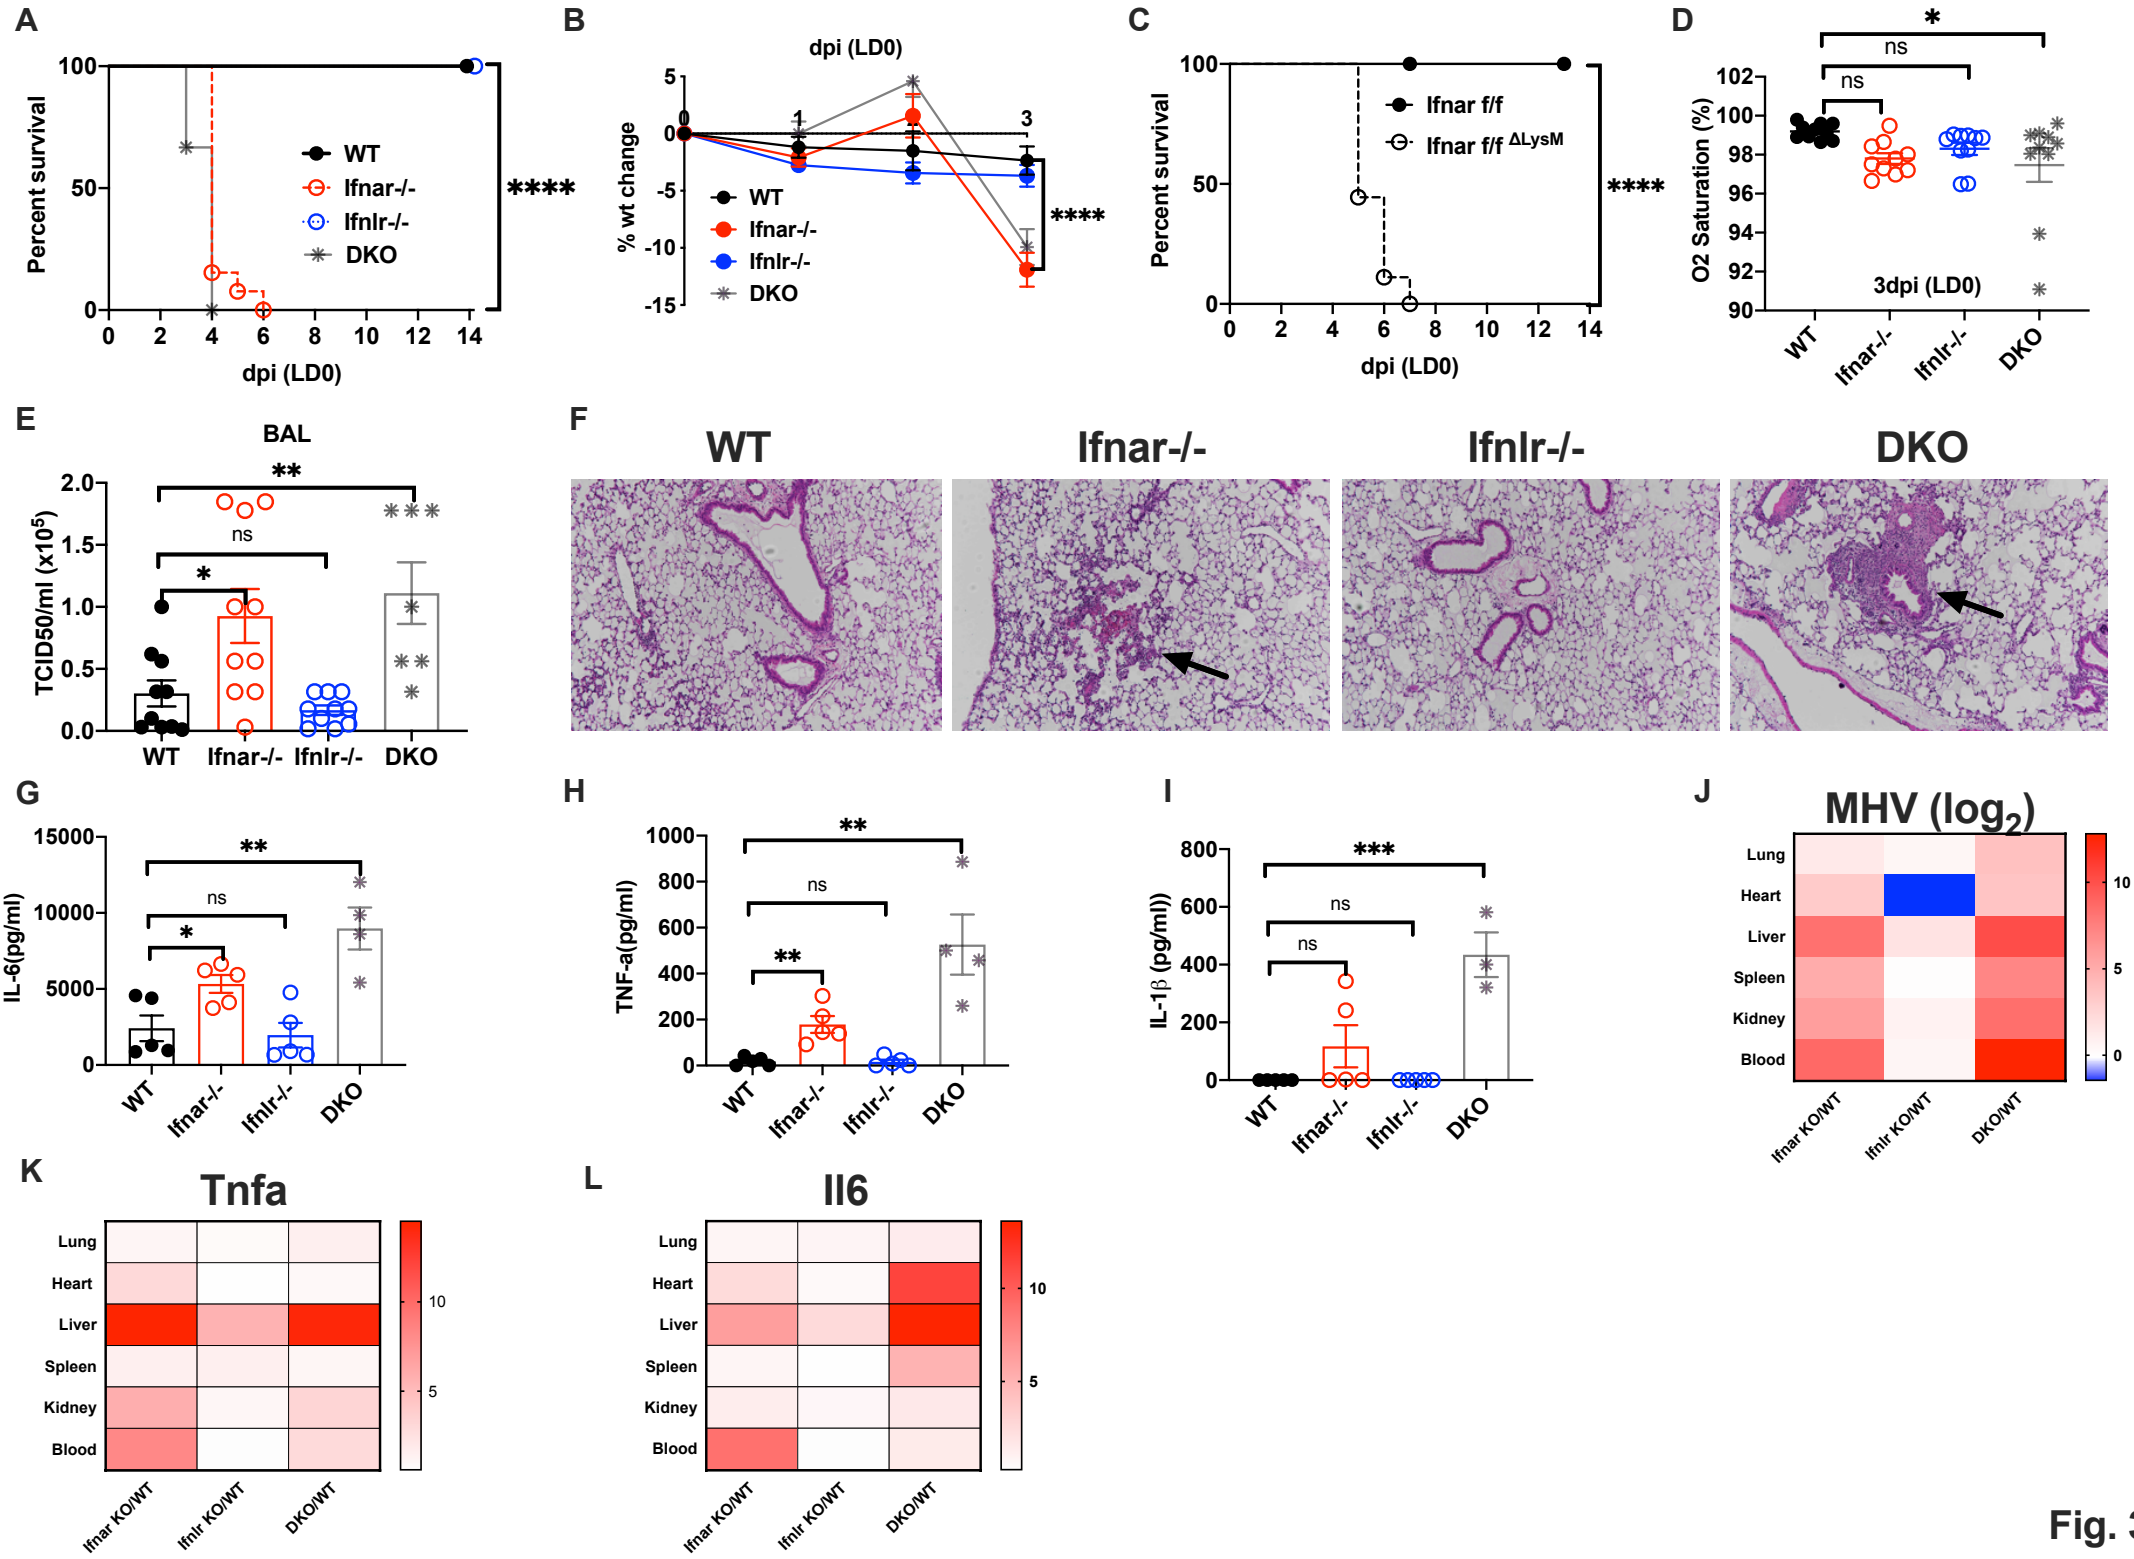 A
Percent survival
100
50
0
0 2 4 6 8 10 12 14
dpi (LD0)
WT
Ifnar-/-
Ifnlr-/-
DKO
****
B
dpi (LD0)
% wt change
5
0
-5
-10
-15
0 1 3
WT
Ifnar-/-
Ifnlr-/-
DKO
****
C
Percent survival
100
50
0
0 2 4 6 8 10 12 14
dpi (LD0)
Ifnar f/f
Ifnar f/f ΔLysM
****
D
*
ns
ns
O2 Saturation (%)
102
100
98
96
94
92
90
3dpi (LD0)
WT
Ifnar-/-
Ifnlr-/-
DKO
E
BAL
**
ns
*
TCID50/ml (x10⁵)
2.0
1.5
1.0
0.5
0.0
WT Ifnar-/- Ifnlr-/- DKO
F
WT
Ifnar-/-
Ifnlr-/-
DKO
G
IL-6(pg/ml)
15000
10000
5000
0
**
ns
*
WT
Ifnar-/-
Ifnlr-/-
DKO
H
TNF-a(pg/ml)
1000
800
600
400
200
0
**
ns
**
WT
Ifnar-/-
Ifnlr-/-
DKO
I
IL-1β (pg/ml))
800
600
400
200
0
***
ns
ns
WT
Ifnar-/-
Ifnlr-/-
DKO
J
MHV (log₂)
Lung
Heart
Liver
Spleen
Kidney
Blood
10
5
0
Ifnar KO/WT
Ifnlr KO/WT
DKO/WT
K
Tnfa
Lung
Heart
Liver
Spleen
Kidney
Blood
10
5
Ifnar KO/WT
Ifnlr KO/WT
DKO/WT
L
Il6
Lung
Heart
Liver
Spleen
Kidney
Blood
10
5
Ifnar KO/WT
Ifnlr KO/WT
DKO/WT
Fig. 3